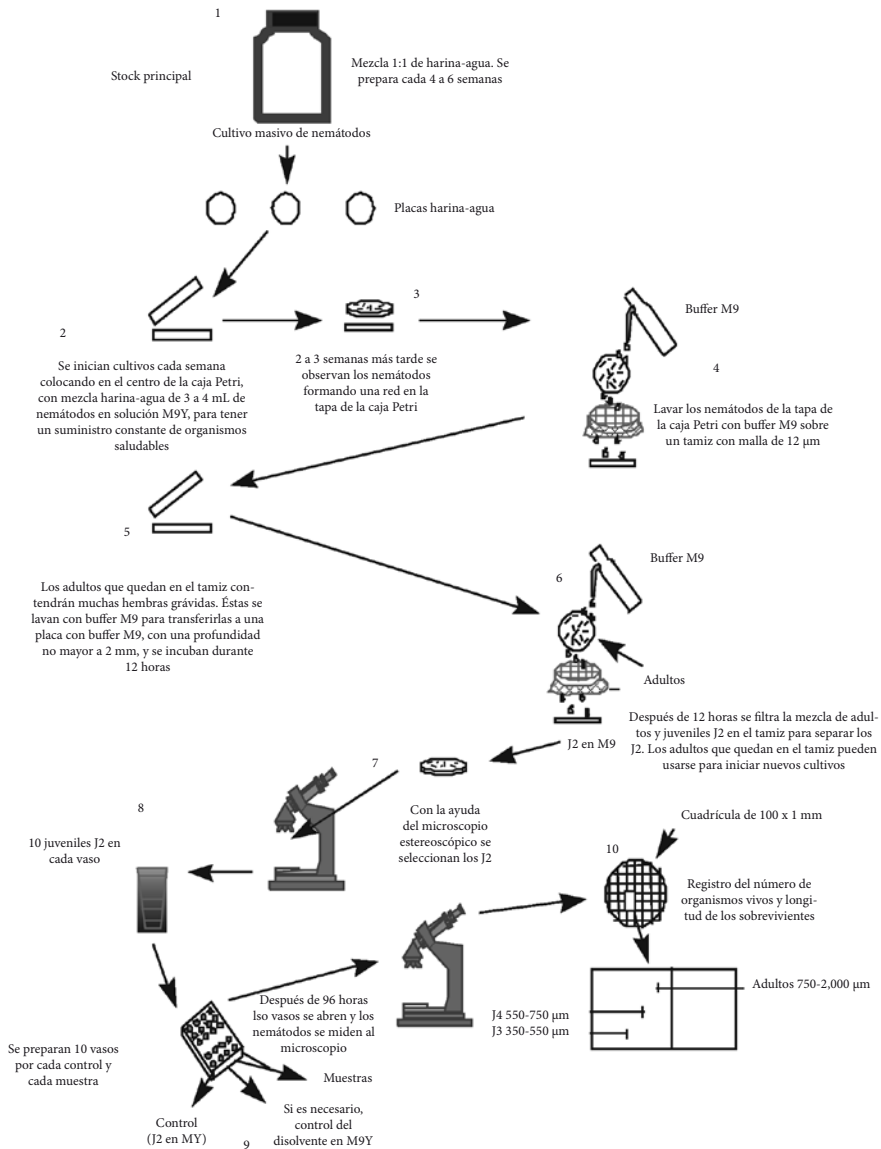 1
Stock principal
Mezcla 1:1 de harina-agua. Se
prepara cada 4 a 6 semanas
Cultivo masivo de nemátodos
Placas harina-agua
2
Se inician cultivos cada semana
colocando en el centro de la caja Petri,
con mezcla harina-agua de 3 a 4 mL de
nemátodos en solución M9Y, para tener
un suministro constante de organismos
saludables
3
2 a 3 semanas más tarde se
observan los nemátodos
formando una red en la
tapa de la caja Petri
Buffer M9
4
Lavar los nemátodos de la tapa de
la caja Petri con buffer M9 sobre
un tamiz con malla de 12 µm
5
Los adultos que quedan en el tamiz con-
tendrán muchas hembras grávidas. Éstas se
lavan con buffer M9 para transferirlas a una
placa con buffer M9, con una profundidad
no mayor a 2 mm, y se incuban durante
12 horas
6
Buffer M9
Adultos
Después de 12 horas se filtra la mezcla de adul-
tos y juveniles J2 en el tamiz para separar los
J2. Los adultos que quedan en el tamiz pueden
usarse para iniciar nuevos cultivos
J2 en M9
7
Con la ayuda
del microscopio
estereoscópico se
seleccionan los J2
8
10 juveniles J2 en
cada vaso
Se preparan 10 vasos
por cada control y
cada muestra
Control
(J2 en MY)
9
Si es necesario,
control del
disolvente en M9Y
Muestras
Después de 96 horas
lso vasos se abren y los
nemátodos se miden al
microscopio
10
Cuadrícula de 100 x 1 mm
Registro del número de
organismos vivos y longi-
tud de los sobrevivientes
Adultos 750-2,000 µm
J4 550-750 µm
J3 350-550 µm